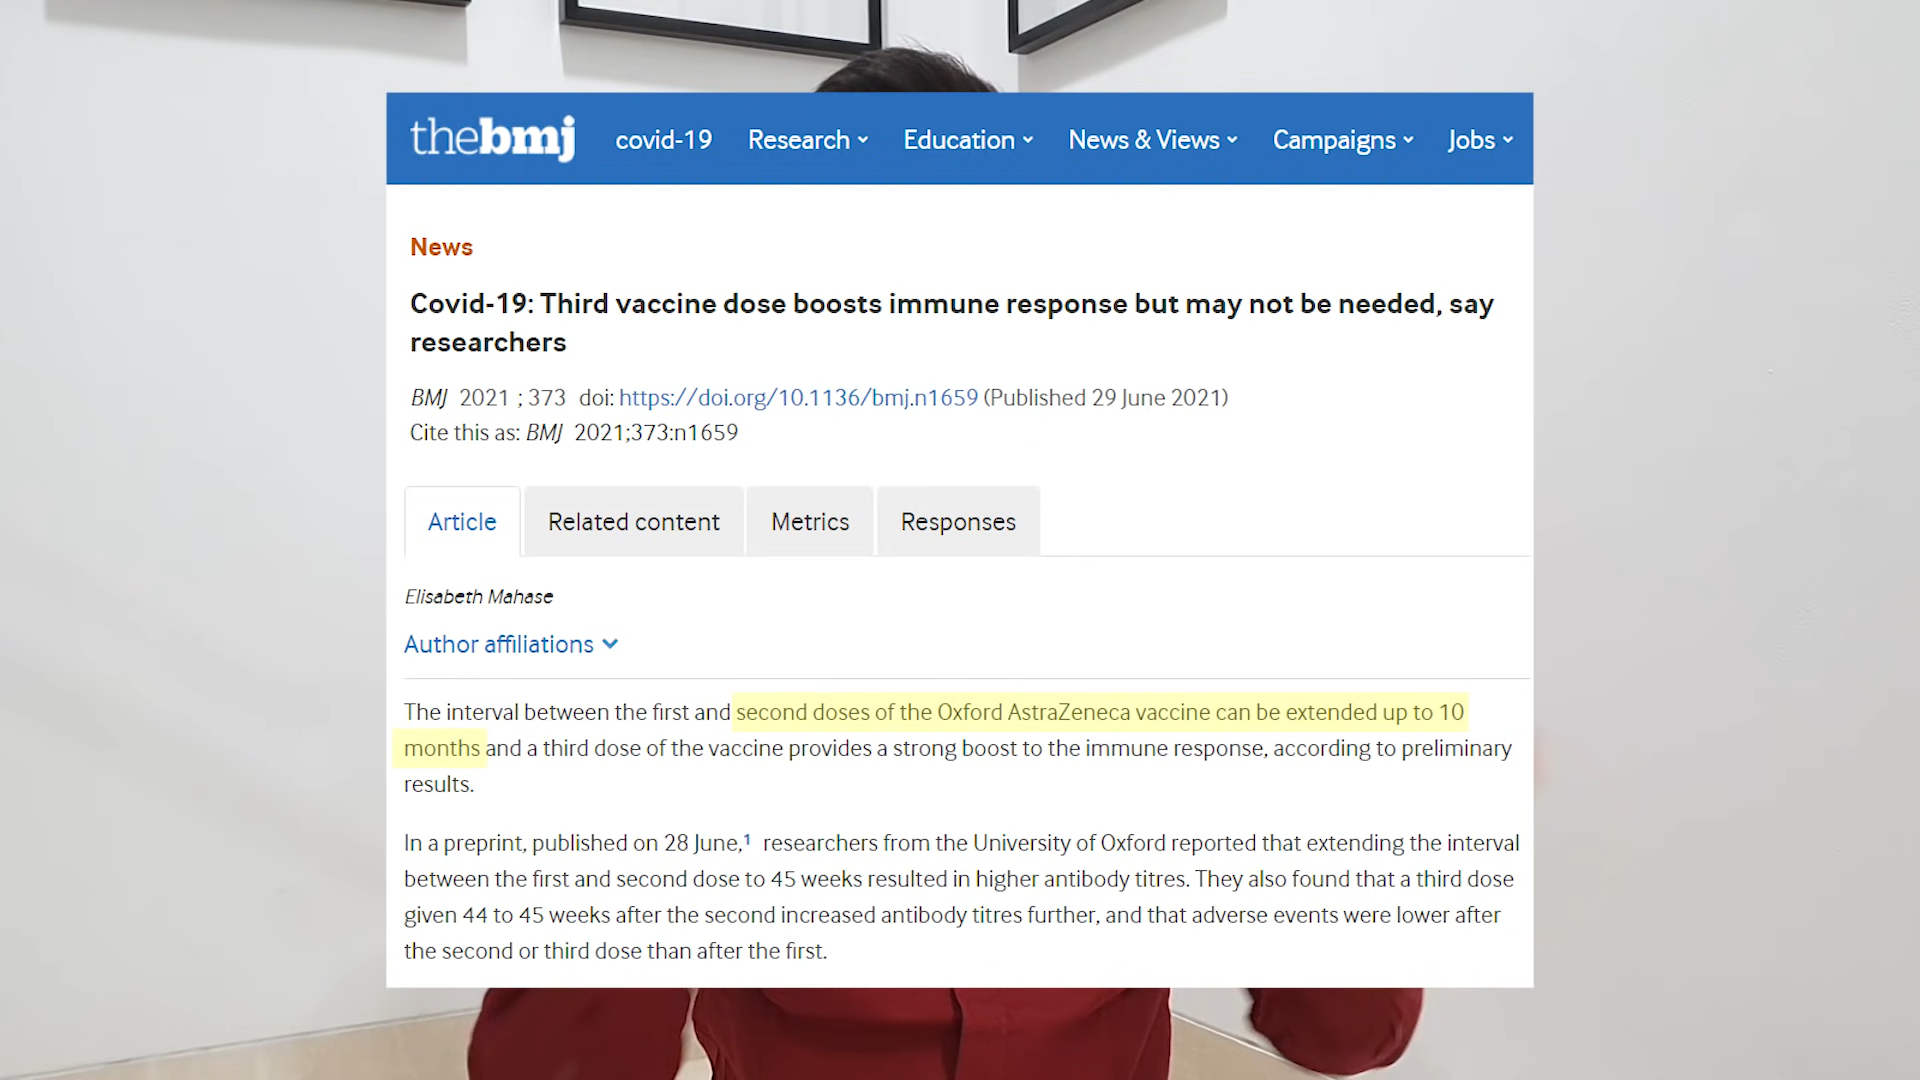 thebmj covid-19 Research Education News & Views Campaigns Jobs
News
Covid-19: Third vaccine dose boosts immune response but may not be needed, say
researchers
BMJ 2021 ; 373 doi: https://doi.org/10.1136/bmj.n1659 (Published 29 June 2021)
Cite this as: BMJ 2021;373:n1659
Article Related content Metrics Responses
Elisabeth Mahase
Author affiliations
The interval between the first and second doses of the Oxford AstraZeneca vaccine can be extended up to 10
months and a third dose of the vaccine provides a strong boost to the immune response, according to preliminary
results.
In a preprint, published on 28 June,1 researchers from the University of Oxford reported that extending the interval
between the first and second dose to 45 weeks resulted in higher antibody titres. They also found that a third dose
given 44 to 45 weeks after the second increased antibody titres further, and that adverse events were lower after
the second or third dose than after the first.